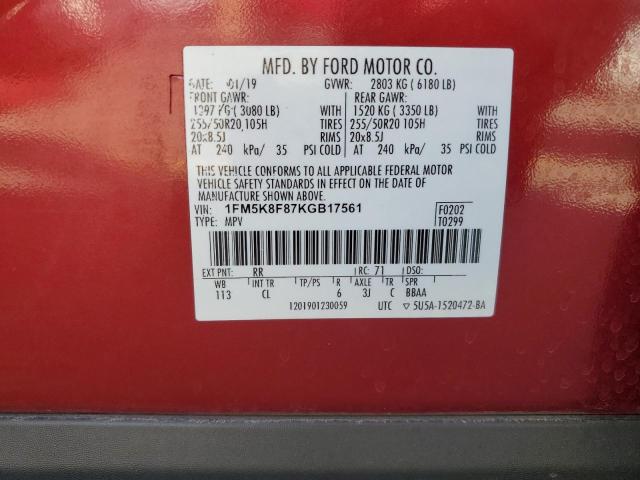 MFD. BY FORD MOTOR CO.
DATE: 01/19 GVWR: 2803 KG ( 6180 LB)
FRONT GAWR: REAR GAWR:
1397 KG ( 3080 LB) WITH 1520 KG ( 3350 LB) WITH
255/50R20 105H TIRES 255/50R20 105H TIRES
20x8.5J RIMS 20x8.5J RIMS
AT 240 kPa/ 35 PSI COLD AT 240 kPa/ 35 PSI COLD
THIS VEHICLE CONFORMS TO ALL APPLICABLE FEDERAL MOTOR
VEHICLE SAFETY STANDARDS IN EFFECT ON THE DATE OF
MANUFACTURE SHOWN ABOVE.
VIN: 1FM5K8F87KGB17561 F0202
TYPE: MPV T0299
EXT PNT: RR RC: 71 DSO:
WB INT TR TP/PS R AXLE TR SPR
113 CL 6 3J C BBAA
1201901230059 UTC ▽ 5U5A-1520472-BA